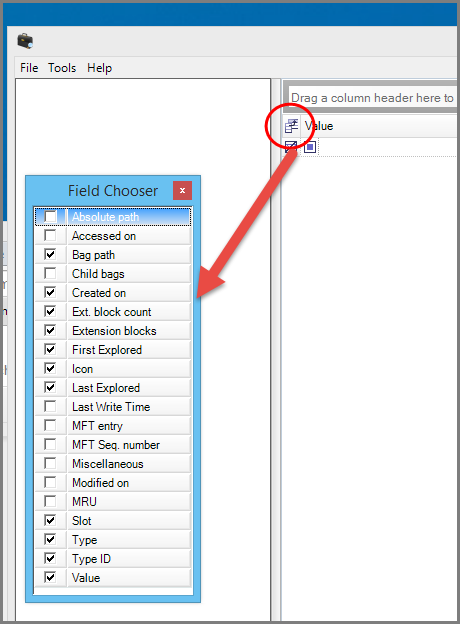 File Tools Help
Drag a column header here to
Value
Field Chooser
x
Absolute path
Accessed on
Bag path
Child bags
Created on
Ext. block count
Extension blocks
First Explored
Icon
Last Explored
Last Write Time
MFT entry
MFT Seq. number
Miscellaneous
Modified on
MRU
Slot
Type
Type ID
Value